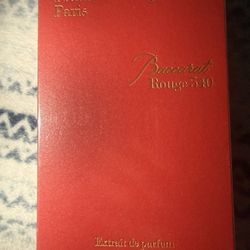 Paris
Baccarat
Rouge 540
Extrait de parfum